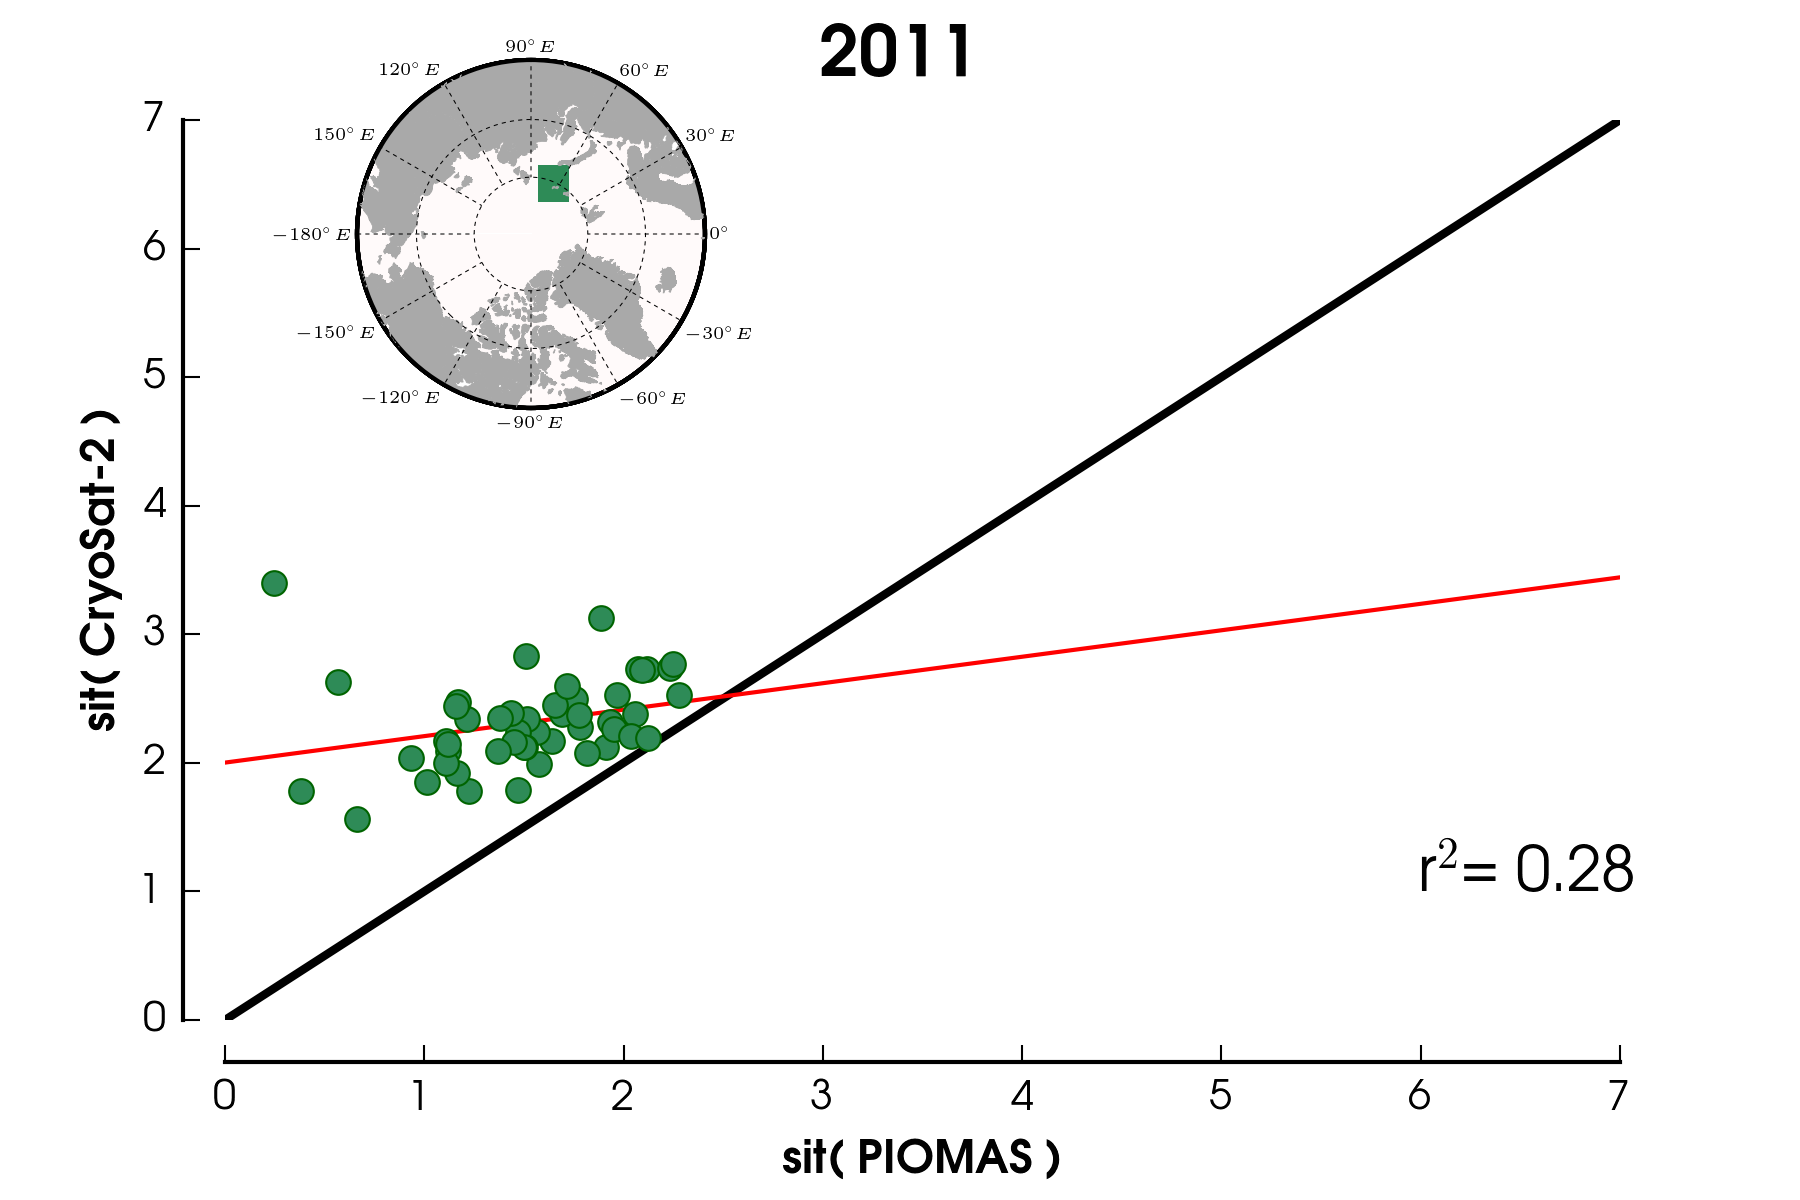 2011
90° E
120° E
60° E
150° E
30° E
−180° E
0°
−150° E
−30° E
−120° E
−60° E
−90° E
7
6
5
4
3
2
1
0
sit( CryoSat-2 )
r²= 0.28
0 1 2 3 4 5 6 7
sit( PIOMAS )